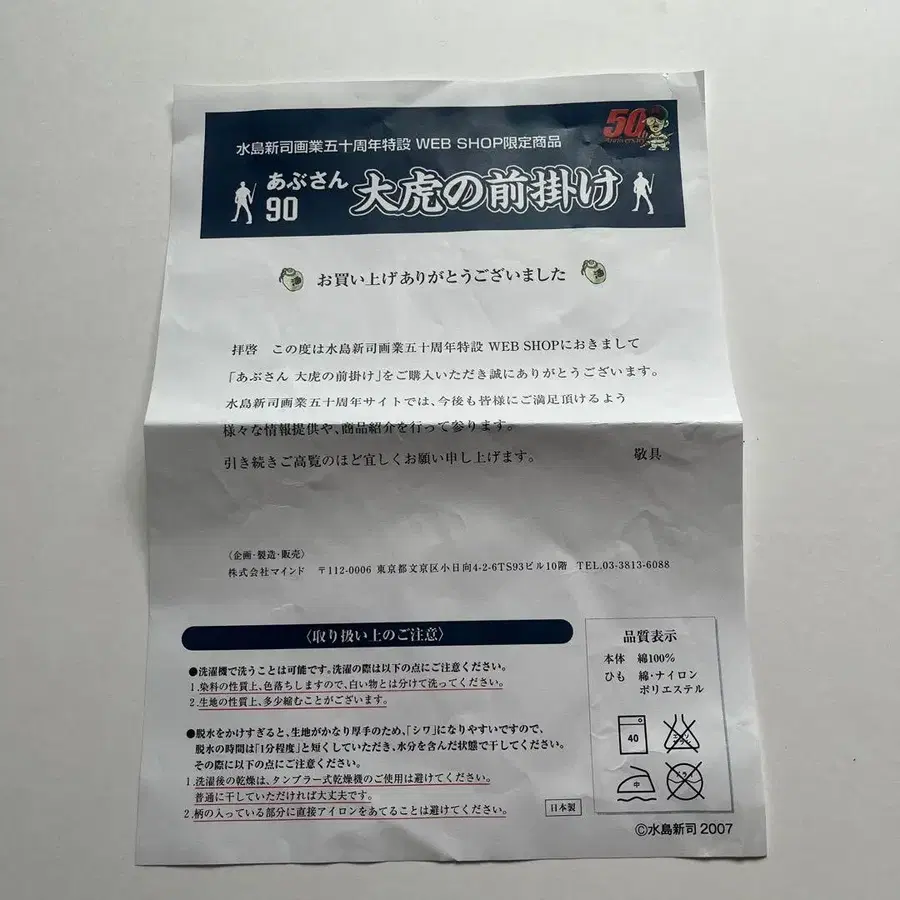 水島新司画業五十周年特設 WEB SHOP限定商品
50
Anniversary
あぶさん
90
大虎の前掛け
お買い上げありがとうございました
拝啓 この度は水島新司画業五十周年特設 WEB SHOPにおきまして
「あぶさん 大虎の前掛け」をご購入いただき誠にありがとうございます。
水島新司画業五十周年サイトでは、今後も皆様にご満足頂けるよう
様々な情報提供や、商品紹介を行って参ります。
引き続きご高覧のほど宜しくお願い申し上げます。 敬具
〈企画・製造・販売〉
株式会社マインド 〒112-0006 東京都文京区小日向4-2-6TS93ビル10階 TEL.03-3813-6088
〈取り扱い上のご注意〉
●洗濯機で洗うことは可能です。洗濯の際は以下の点にご注意ください。
1.染料の性質上、色落ちしますので、白い物とは分けて洗ってください。
2.生地の性質上、多少縮むことがございます。
●脱水をかけすぎると、生地がかなり厚手のため、「シワ」になりやすいですので、
脱水の時間は「1分程度」と短くしていただき、水分を含んだ状態で干してください。
その際に以下の点にご注意ください。
1.洗濯後の乾燥は、タンブラー式乾燥機のご使用は避けてください。
普通に干していただければ大丈夫です。
2.柄の入っている部分に直接アイロンをあてることは避けてください。
日本製
品質表示
本体 綿100%
ひも 綿・ナイロン
ポリエステル
40
エンソ
中
ドライ
©水島新司 2007